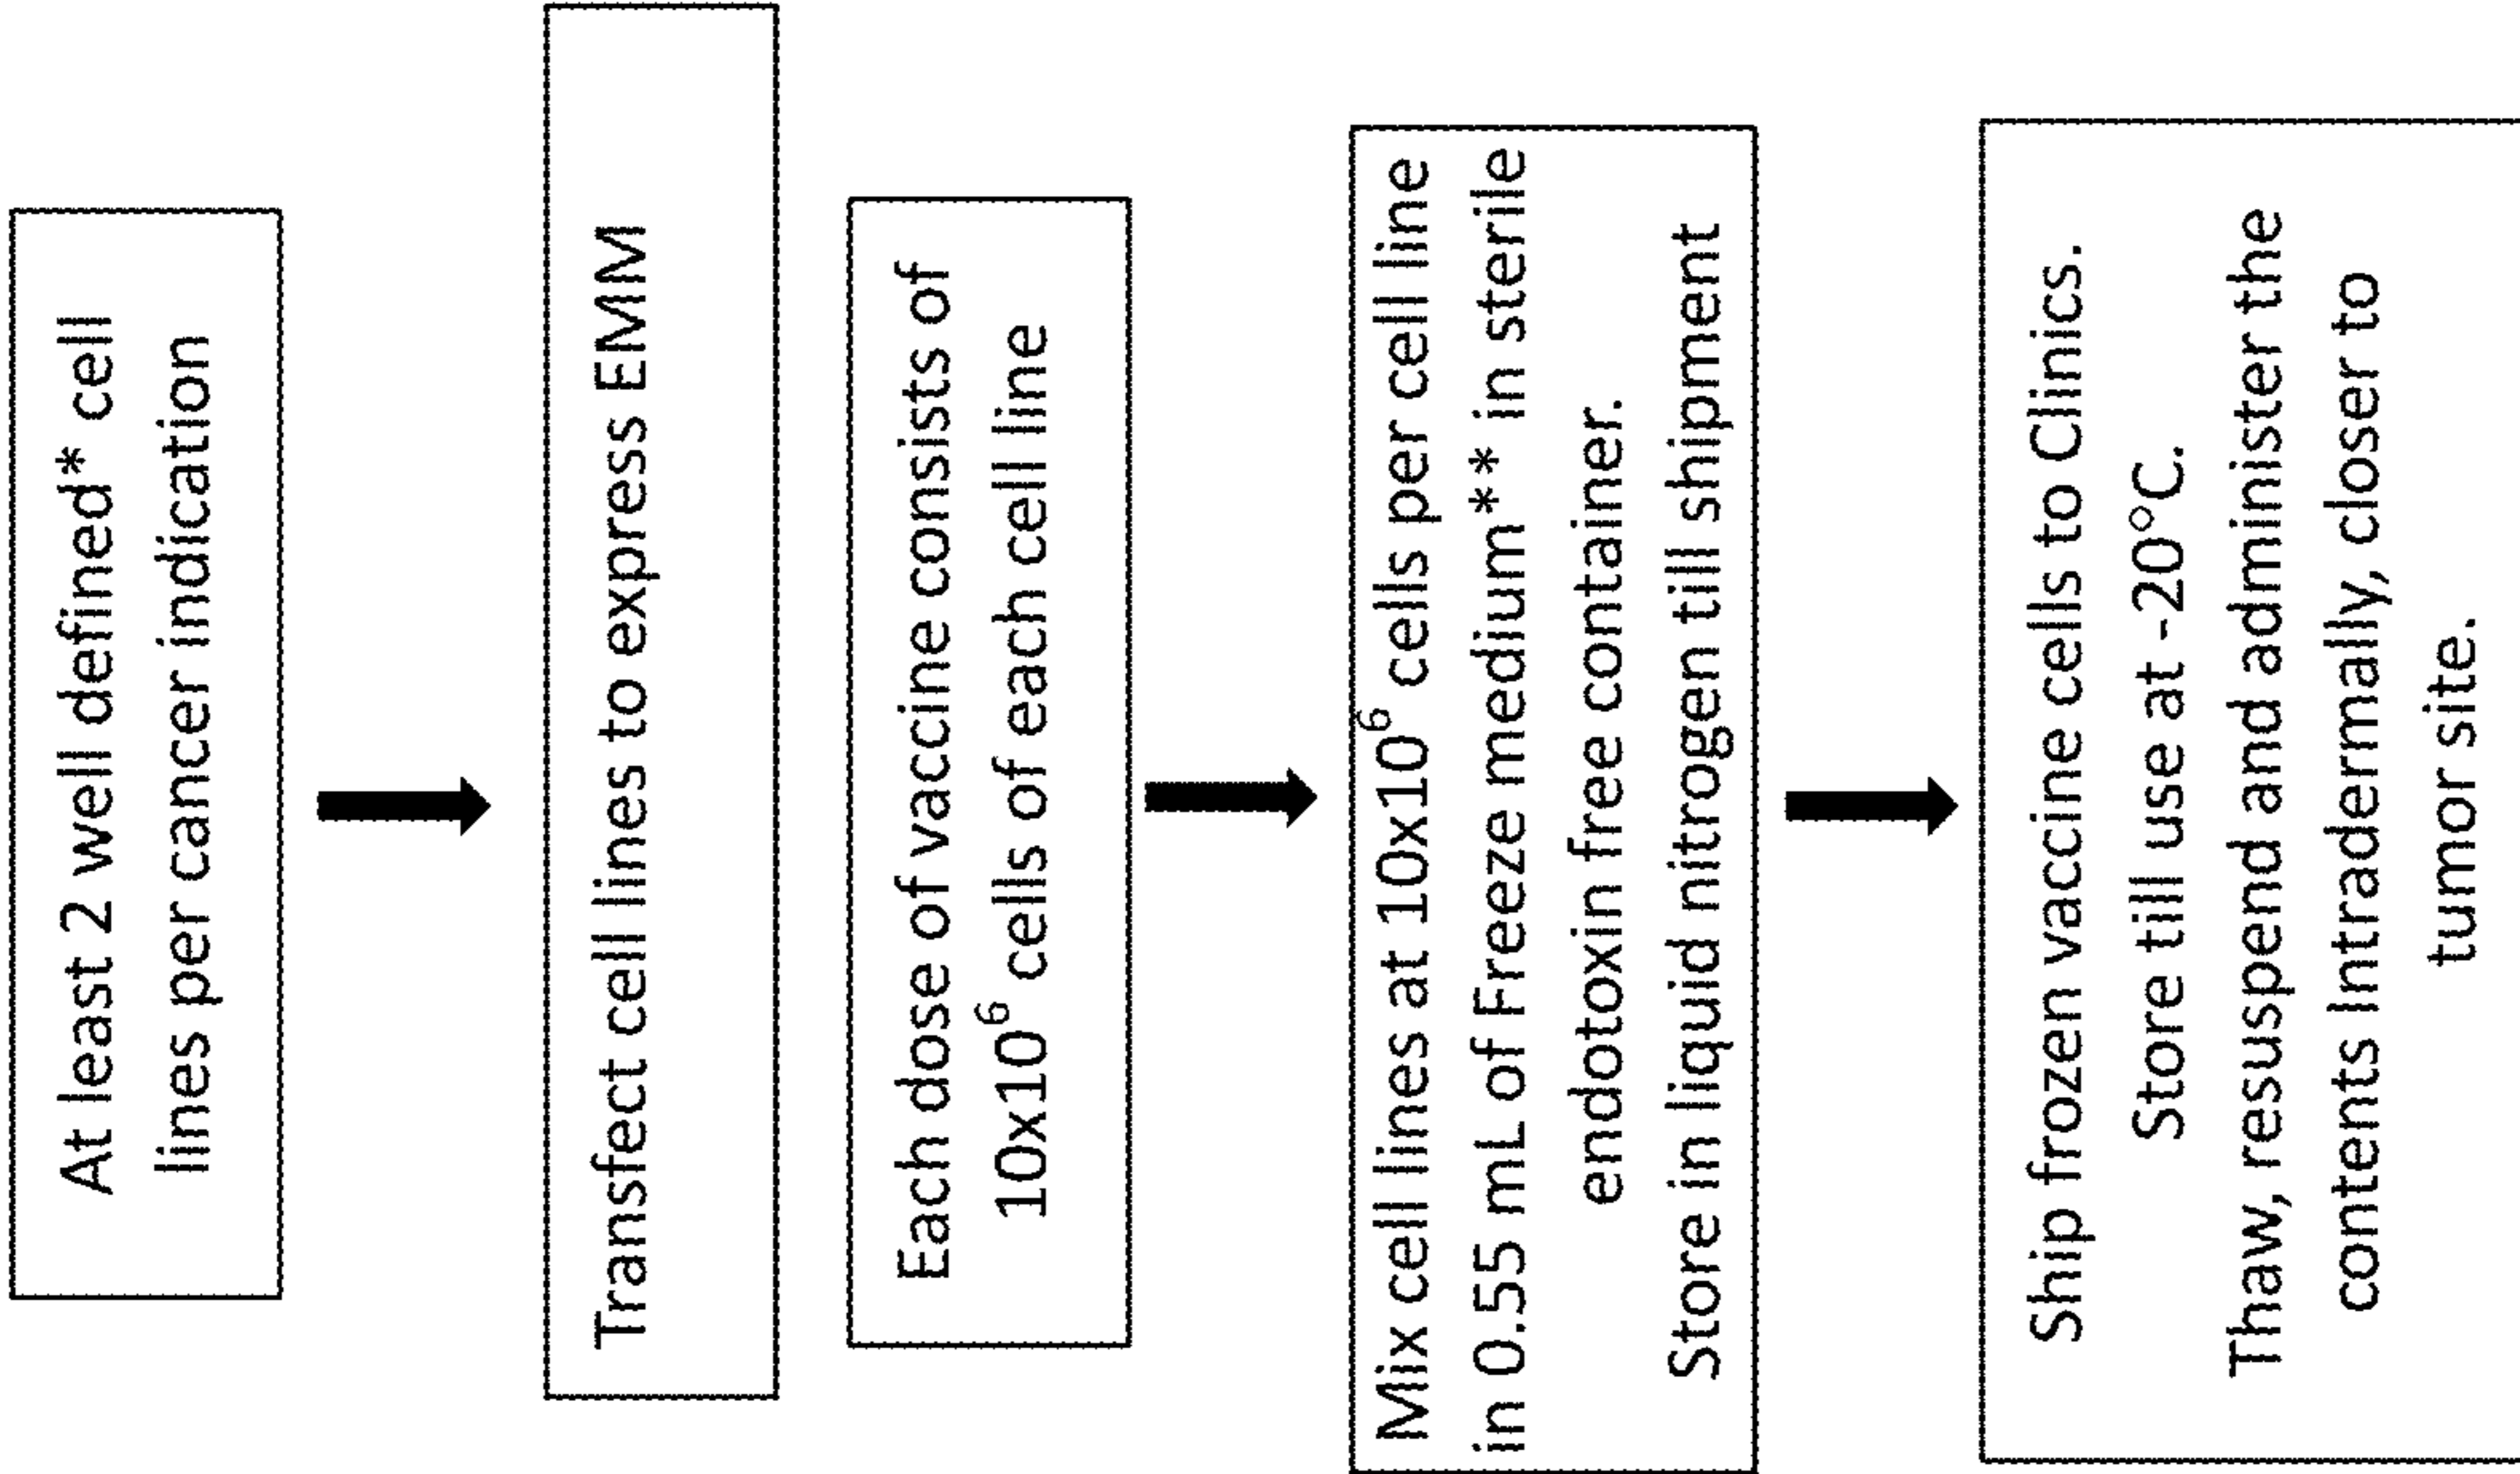 At least 2 well defined* cell
lines per cancer indication
Transfect cell lines to express EMM
Each dose of vaccine consists of
10x10⁶ cells of each cell line
Mix cell lines at 10x10⁶ cells per cell line
in 0.55 mL of Freeze medium** in sterile
endotoxin free container.
Store in liquid nitrogen till shipment
Ship frozen vaccine cells to Clinics.
Store till use at -20°C.
Thaw, resuspend and administer the
contents Intradermally, closer to
tumor site.